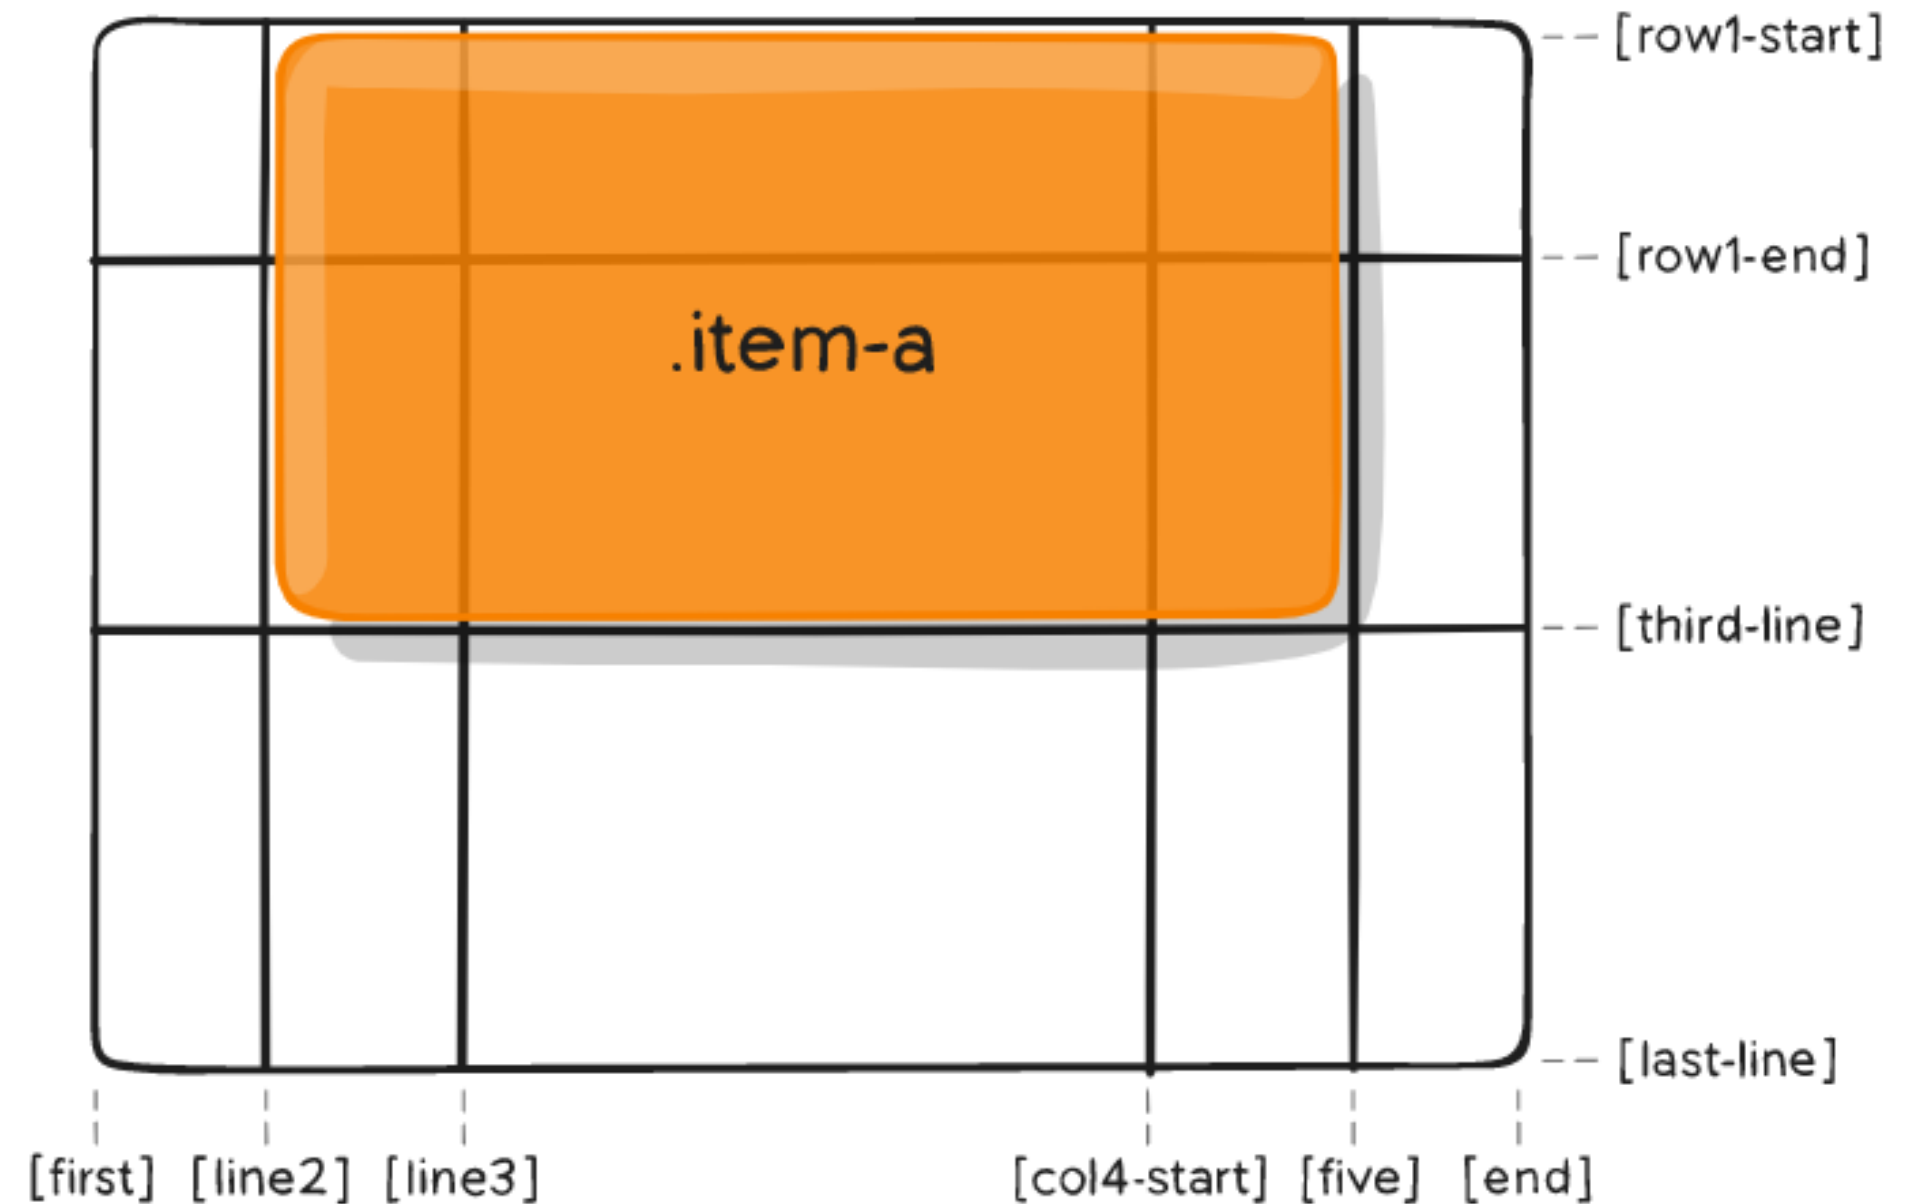 [row1-start]
[row1-end]
.item-a
[third-line]
[last-line]
[first] [line2] [line3] [col4-start] [five] [end]